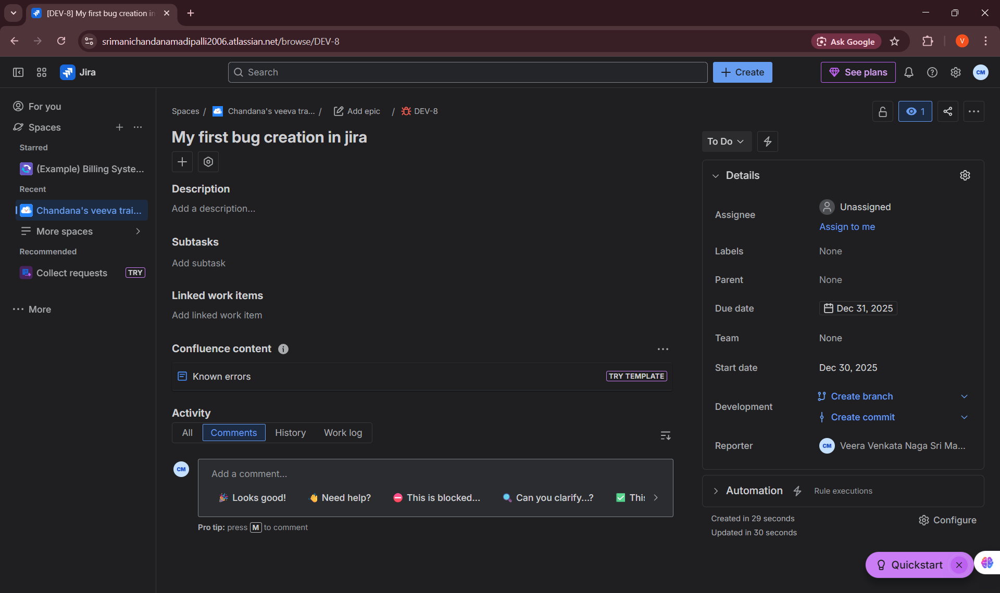 [DEV-8] My first bug creation in
srimanichandanamadipalli2006.atlassian.net/browse/DEV-8
Ask Google
V
Jira
Search
Create
See plans
CM
For you
Spaces
Starred
(Example) Billing Syste...
Recent
Chandana's veeva trai...
More spaces
Recommended
Collect requests TRY
More
Spaces / Chandana's veeva tra... / Add epic / DEV-8
1
My first bug creation in jira
To Do
Description
Add a description...
Subtasks
Add subtask
Linked work items
Add linked work item
Confluence content
Known errors TRY TEMPLATE
Activity
All Comments History Work log
CM
Add a comment...
🎉 Looks good! 👋 Need help? ⛔ This is blocked... 🔍 Can you clarify...? ✅
Pro tip: press M to comment
Details
Assignee Unassigned
Assign to me
Labels None
Parent None
Due date Dec 31, 2025
Team None
Start date Dec 30, 2025
Development Create branch
Create commit
Reporter CM Veera Venkata Naga Sri Ma...
Automation Rule executions
Created in 29 seconds
Updated in 30 seconds
Configure
Quickstart